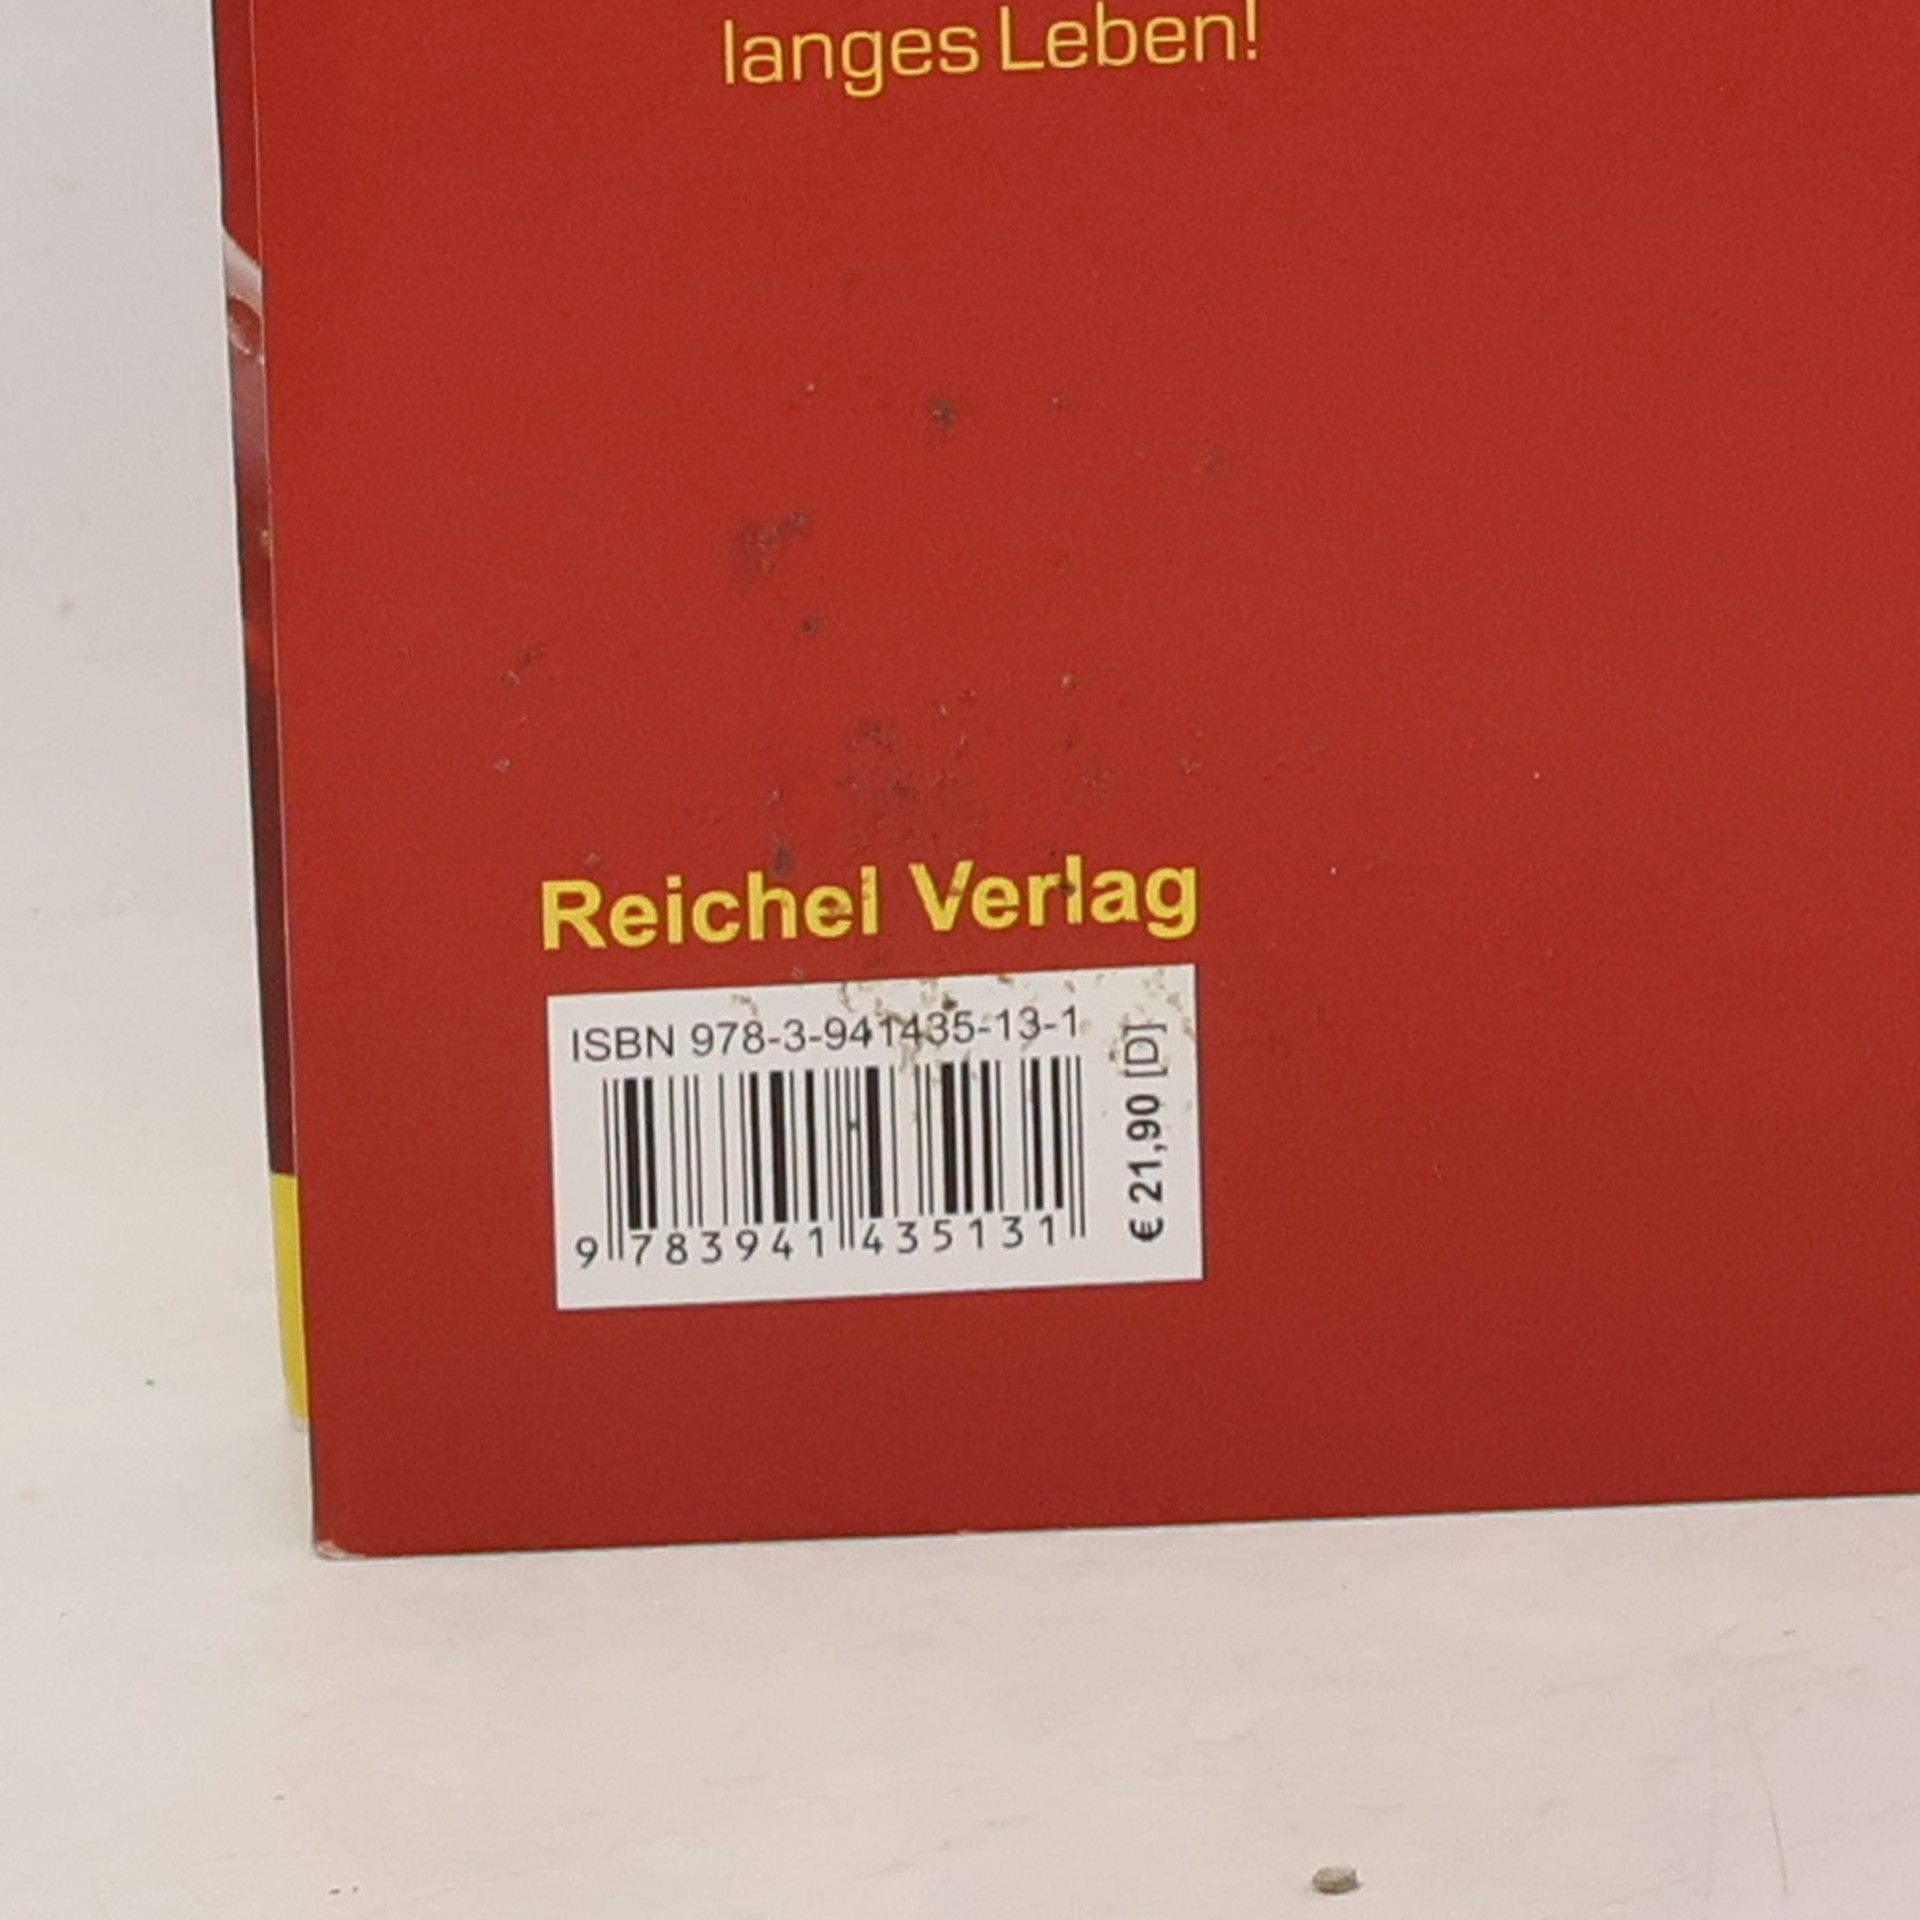 langes Leben!
Reichel Verlag
ISBN 978-3-941435-13-1
€ 21,90 [D]
9 783941 435131